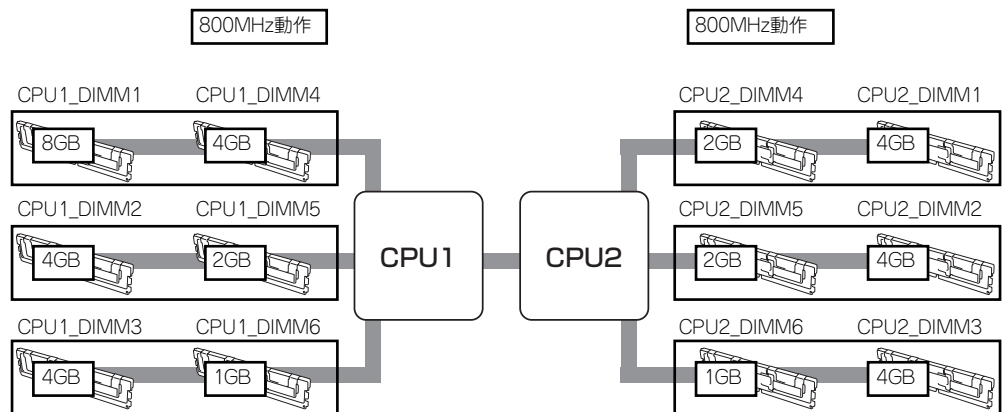 800MHz動作
800MHz動作
CPU1_DIMM1 CPU1_DIMM4
8GB 4GB
CPU1_DIMM2 CPU1_DIMM5
4GB 2GB
CPU1_DIMM3 CPU1_DIMM6
4GB 1GB
CPU1
CPU2
CPU2_DIMM4 CPU2_DIMM1
2GB 4GB
CPU2_DIMM5 CPU2_DIMM2
2GB 4GB
CPU2_DIMM6 CPU2_DIMM3
1GB 4GB